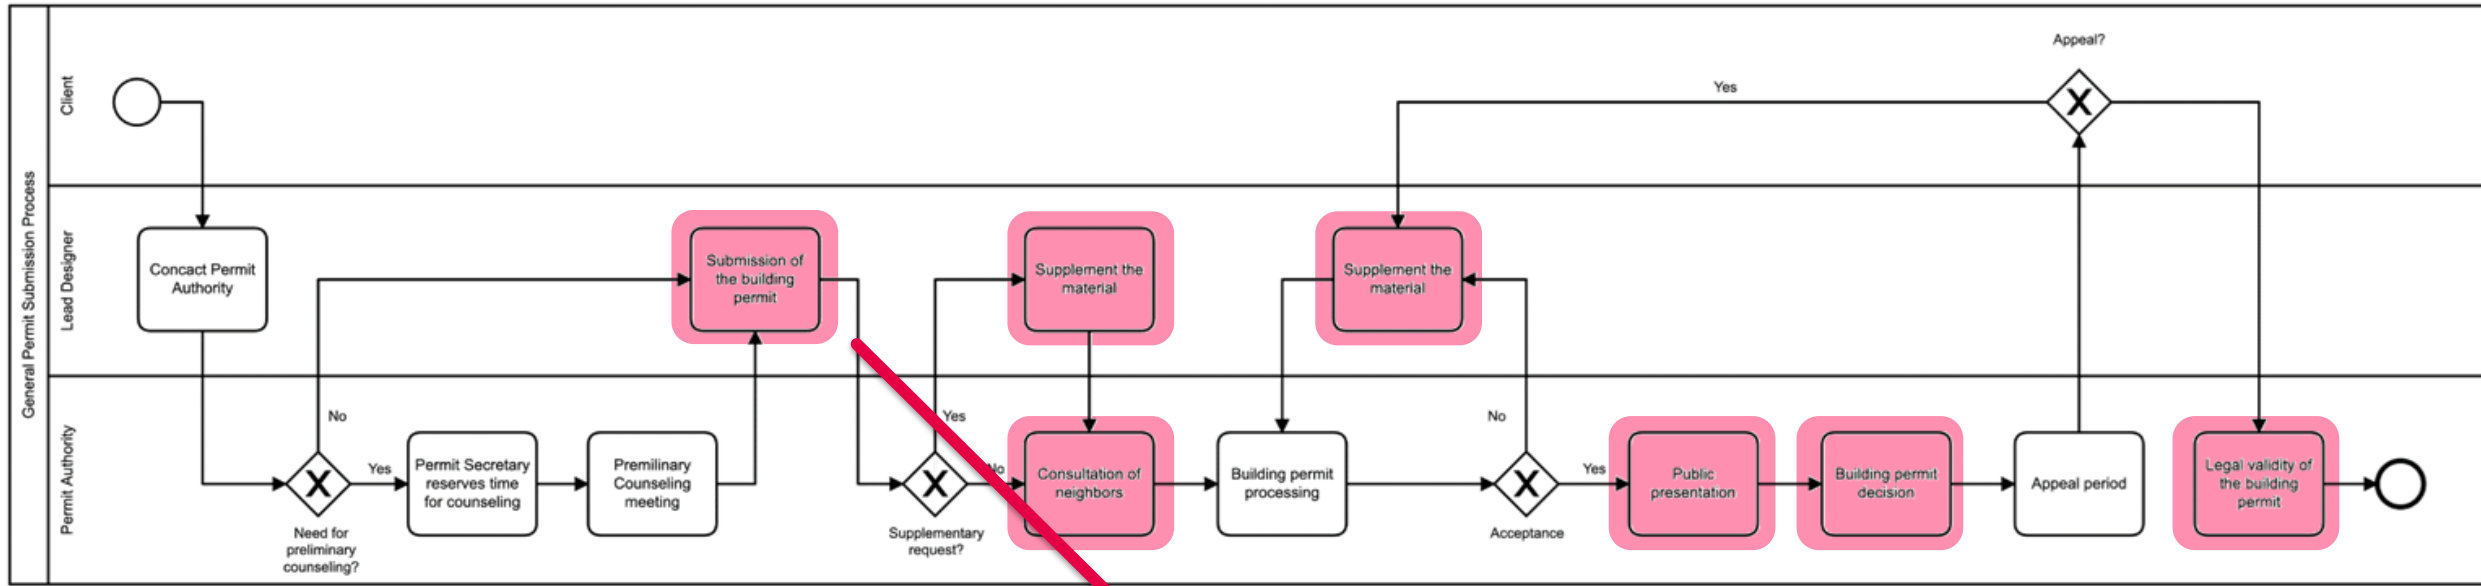 General Permit Submission Process
Client
Appeal?
Yes
Lead Designer
Concact Permit
Authority
Submission of
the building
permit
Supplement the
material
Supplement the
material
Permit Authority
No
Yes
Need for
preliminary
counseling?
Permit Secretary
reserves time
for counseling
Premilinary
Counseling
meeting
Yes
No
Supplementary
request?
Consultation of
neighbors
Building permit
processing
No
Yes
Acceptance
Public
presentation
Building permit
decision
Appeal period
Legal validity of
the building
permit